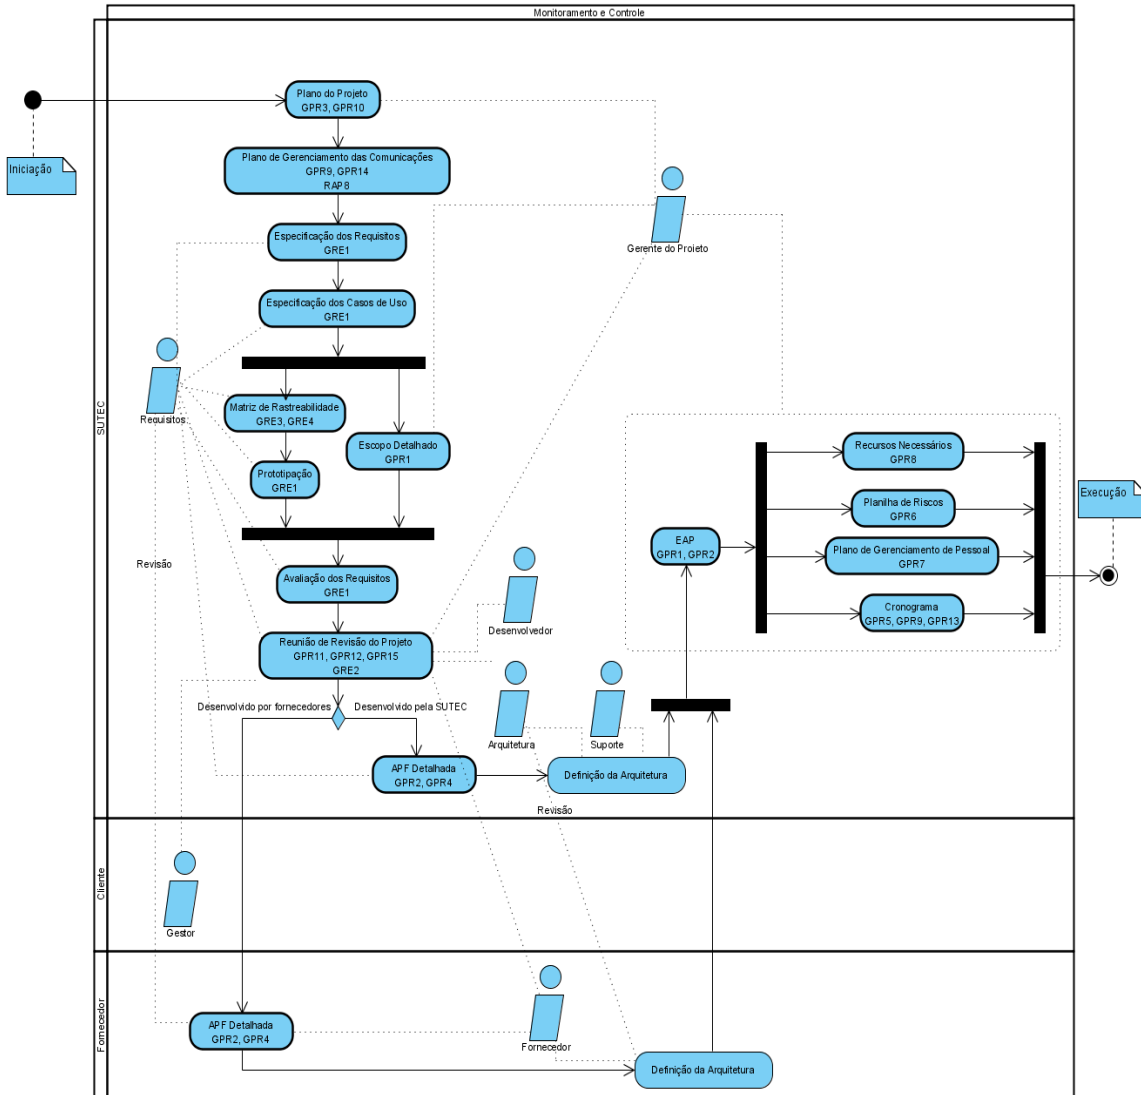 Monitoramento e Controle
SUTEC
Iniciação
Plano do Projeto
GPR3, GPR10
Plano de Gerenciamento das Comunicações
GPR9, GPR14
RAP8
Especificação dos Requisitos
GRE1
Gerente do Projeto
Especificação dos Casos de Uso
GRE1
Requisitos
Matriz de Rastreabilidade
GRE3, GRE4
Escopo Detalhado
GPR1
Prototipação
GRE1
Revisão
Avaliação dos Requisitos
GRE1
Desenvolvedor
Reunião de Revisão do Projeto
GPR11, GPR12, GPR15
GRE2
Desenvolvido por fornecedores
Desenvolvido pela SUTEC
Arquitetura
Suporte
APF Detalhada
GPR2, GPR4
Definição da Arquitetura
Revisão
EAP
GPR1, GPR2
Recursos Necessários
GPR8
Planilha de Riscos
GPR6
Plano de Gerenciamento de Pessoal
GPR7
Cronograma
GPR5, GPR9, GPR13
Execução
Cliente
Gestor
Fornecedor
APF Detalhada
GPR2, GPR4
Fornecedor
Definição da Arquitetura